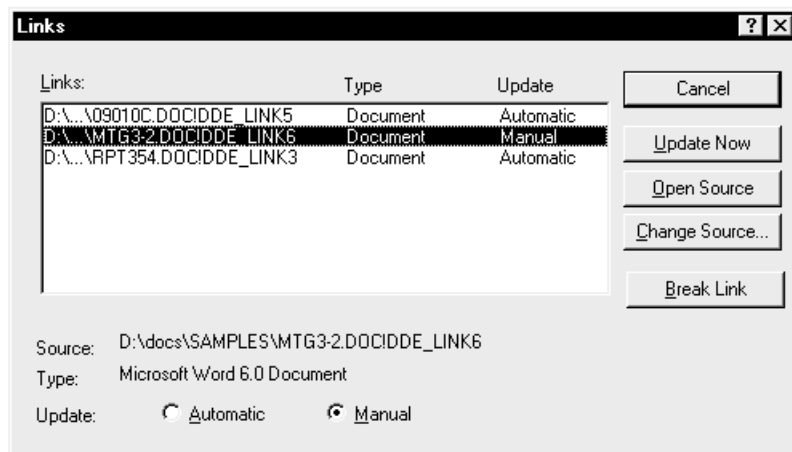 Links
Links: Type Update Cancel
D:\...\09010C.DOC!DDE_LINK5 Document Automatic
D:\...\MTG3-2.DOC!DDE_LINK6 Document Manual Update Now
D:\...\RPT354.DOC!DDE_LINK3 Document Automatic
Open Source
Change Source...
Break Link
Source: D:\docs\SAMPLES\MTG3-2.DOC!DDE_LINK6
Type: Microsoft Word 6.0 Document
Update: Automatic Manual